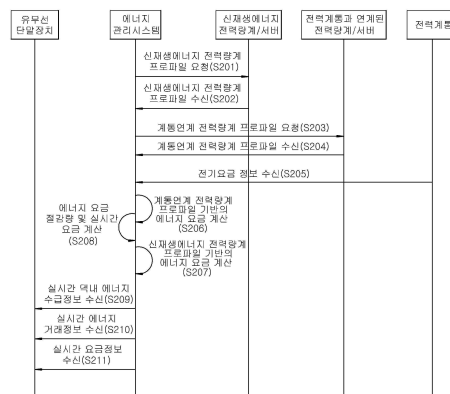 유무선
단말장치
에너지
관리시스템
신재생에너지
전력량계/서버
전력계통과 연계된
전력량계/서버
전력계통
신재생에너지 전력량계
프로파일 요청(S201)
신재생에너지 전력량계
프로파일 수신(S202)
계통연계 전력량계 프로파일 요청(S203)
계통연계 전력량계 프로파일 수신(S204)
전기요금 정보 수신(S205)
계통연계 전력량계
프로파일 기반의
에너지 요금 계산
(S206)
에너지 요금
절감량 및 실시간
요금 계산
(S208)
신재생에너지 전력량계
프로파일 기반의
에너지 요금 계산
(S207)
실시간 댁내 에너지
수급정보 수신(S209)
실시간 에너지
거래정보 수신(S210)
실시간 요금정보
수신(S211)